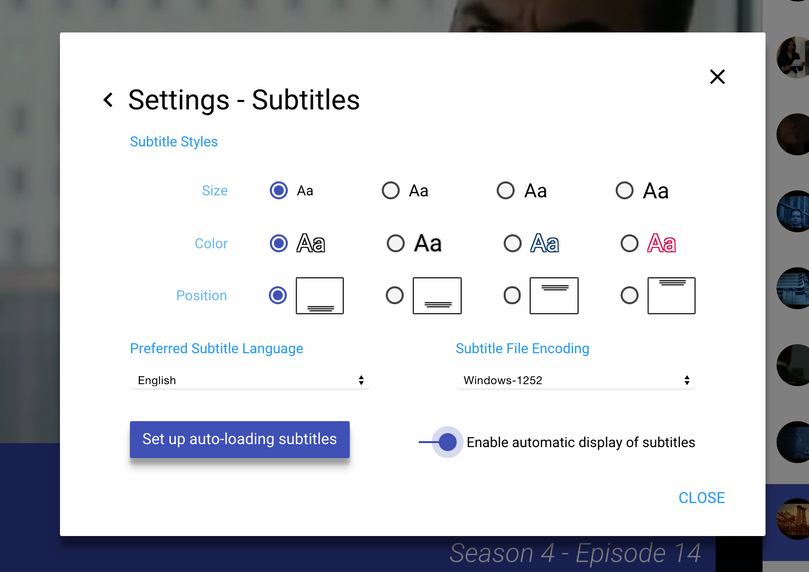 Settings - Subtitles
Subtitle Styles
Size Aa Aa Aa Aa
Color Aa Aa Aa Aa
Position
Preferred Subtitle Language Subtitle File Encoding
English Windows-1252
Set up auto-loading subtitles Enable automatic display of subtitles
CLOSE
Season 4 - Episode 14